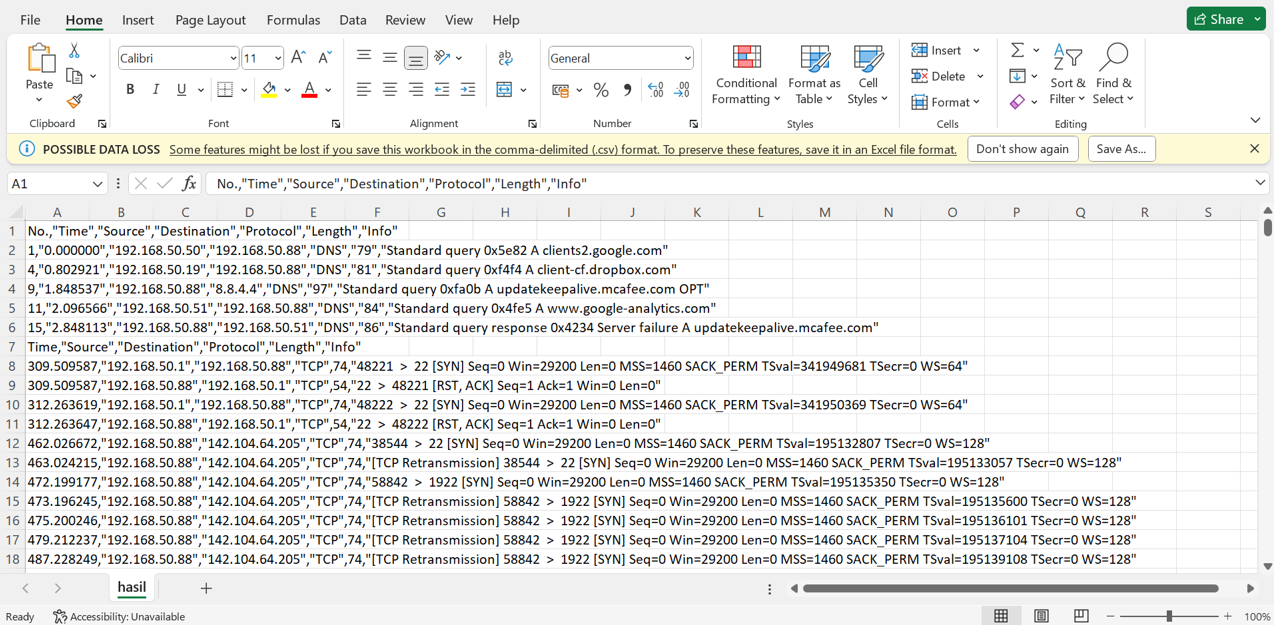 File Home Insert Page Layout Formulas Data Review View Help Share
Calibri 11 General Insert
Paste Conditional Format as Cell Delete Sort & Find &
B I U A % Formatting Table Styles Format Filter Select
Clipboard Font Alignment Number Styles Cells Editing
POSSIBLE DATA LOSS Some features might be lost if you save this workbook in the comma-delimited (.csv) format. To preserve these features, save it in an Excel file format. Don't show again Save As...
A1 fx No.,"Time","Source","Destination","Protocol","Length","Info"
A B C D E F G H I J K L M N O P Q R S
1 No.,"Time","Source","Destination","Protocol","Length","Info"
2 1,"0.000000","192.168.50.50","192.168.50.88","DNS","79","Standard query 0x5e82 A clients2.google.com"
3 4,"0.802921","192.168.50.19","192.168.50.88","DNS","81","Standard query 0xf4f4 A client-cf.dropbox.com"
4 9,"1.848537","192.168.50.88","8.8.4.4","DNS","97","Standard query 0xfa0b A updatekeepalive.mcafee.com OPT"
5 11,"2.096566","192.168.50.51","192.168.50.88","DNS","84","Standard query 0x4fe5 A www.google-analytics.com"
6 15,"2.848113","192.168.50.88","192.168.50.51","DNS","86","Standard query response 0x4234 Server failure A updatekeepalive.mcafee.com"
7 Time,"Source","Destination","Protocol","Length","Info"
8 309.509587,"192.168.50.1","192.168.50.88","TCP",74,"48221 > 22 [SYN] Seq=0 Win=29200 Len=0 MSS=1460 SACK_PERM TSval=341949681 TSecr=0 WS=64"
9 309.509587,"192.168.50.88","192.168.50.1","TCP",54,"22 > 48221 [RST, ACK] Seq=1 Ack=1 Win=0 Len=0"
10 312.263619,"192.168.50.1","192.168.50.88","TCP",74,"48222 > 22 [SYN] Seq=0 Win=29200 Len=0 MSS=1460 SACK_PERM TSval=341950369 TSecr=0 WS=64"
11 312.263647,"192.168.50.88","192.168.50.1","TCP",54,"22 > 48222 [RST, ACK] Seq=1 Ack=1 Win=0 Len=0"
12 462.026672,"192.168.50.88","142.104.64.205","TCP",74,"38544 > 22 [SYN] Seq=0 Win=29200 Len=0 MSS=1460 SACK_PERM TSval=195132807 TSecr=0 WS=128"
13 463.024215,"192.168.50.88","142.104.64.205","TCP",74,"[TCP Retransmission] 38544 > 22 [SYN] Seq=0 Win=29200 Len=0 MSS=1460 SACK_PERM TSval=195133057 TSecr=0 WS=128"
14 472.199177,"192.168.50.88","142.104.64.205","TCP",74,"58842 > 1922 [SYN] Seq=0 Win=29200 Len=0 MSS=1460 SACK_PERM TSval=195135350 TSecr=0 WS=128"
15 473.196245,"192.168.50.88","142.104.64.205","TCP",74,"[TCP Retransmission] 58842 > 1922 [SYN] Seq=0 Win=29200 Len=0 MSS=1460 SACK_PERM TSval=195135600 TSecr=0 WS=128"
16 475.200246,"192.168.50.88","142.104.64.205","TCP",74,"[TCP Retransmission] 58842 > 1922 [SYN] Seq=0 Win=29200 Len=0 MSS=1460 SACK_PERM TSval=195136101 TSecr=0 WS=128"
17 479.212237,"192.168.50.88","142.104.64.205","TCP",74,"[TCP Retransmission] 58842 > 1922 [SYN] Seq=0 Win=29200 Len=0 MSS=1460 SACK_PERM TSval=195137104 TSecr=0 WS=128"
18 487.228249,"192.168.50.88","142.104.64.205","TCP",74,"[TCP Retransmission] 58842 > 1922 [SYN] Seq=0 Win=29200 Len=0 MSS=1460 SACK_PERM TSval=195139108 TSecr=0 WS=128"
hasil
Ready Accessibility: Unavailable 100%